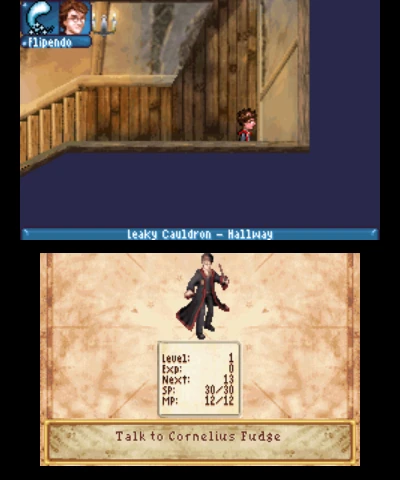 Flipendo
Leaky Cauldron - Hallway
Level: 1
Exp: 0
Next: 13
SP: 30/30
MP: 12/12
Talk to Cornelius Fudge